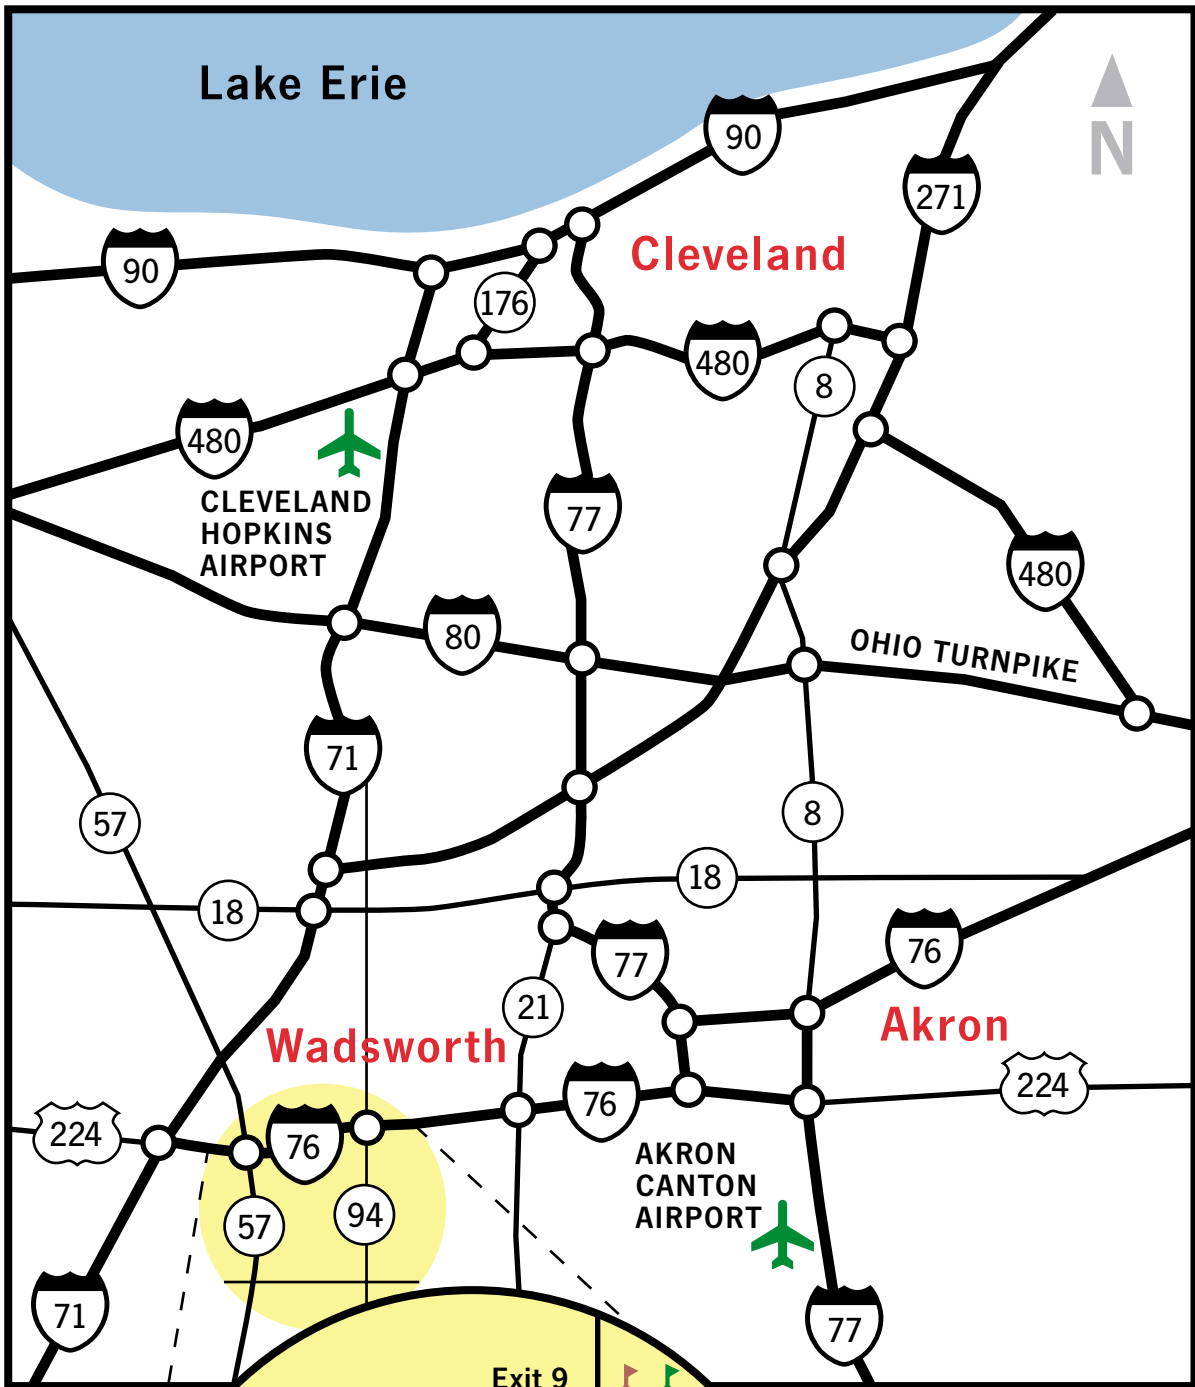 Lake Erie
90
N
271
Cleveland
90
176
480
8
480
CLEVELAND
HOPKINS
AIRPORT
77
480
80
OHIO TURNPIKE
71
57
8
18
18
77
76
21
Akron
Wadsworth
76
224
224
76
AKRON
CANTON
AIRPORT
57
94
71
77
Exit 9